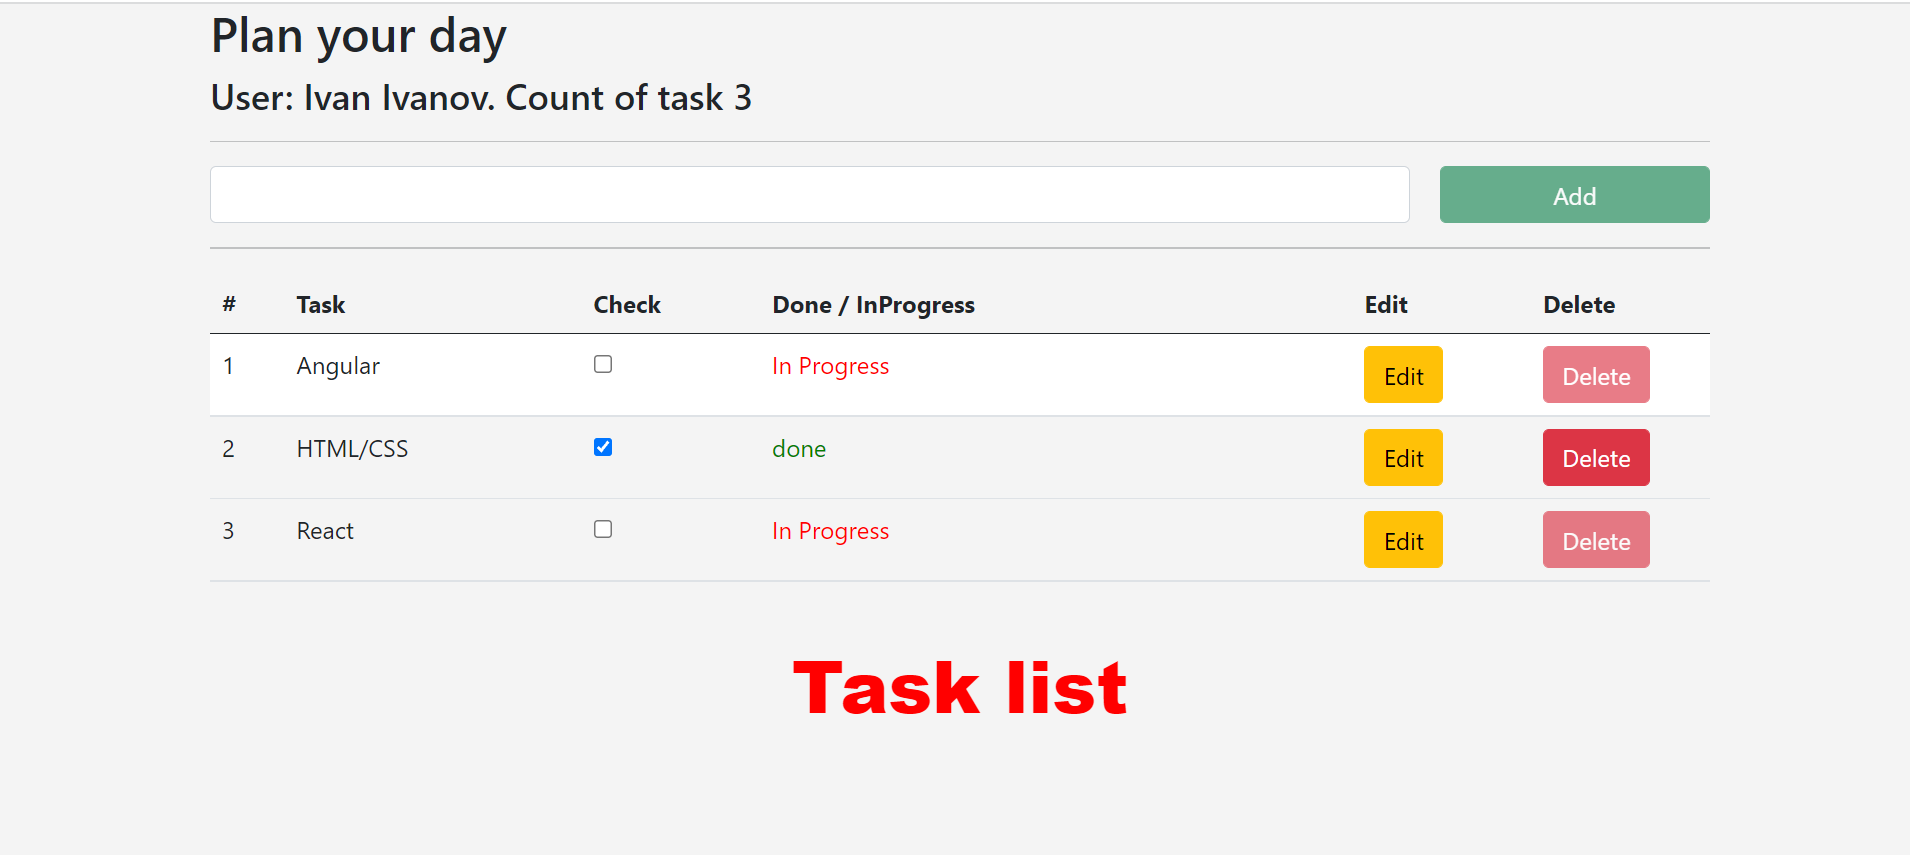 Plan your day
User: Ivan Ivanov. Count of task 3
Add
# Task Check Done / InProgress Edit Delete
1 Angular In Progress Edit Delete
2 HTML/CSS done Edit Delete
3 React In Progress Edit Delete
Task list